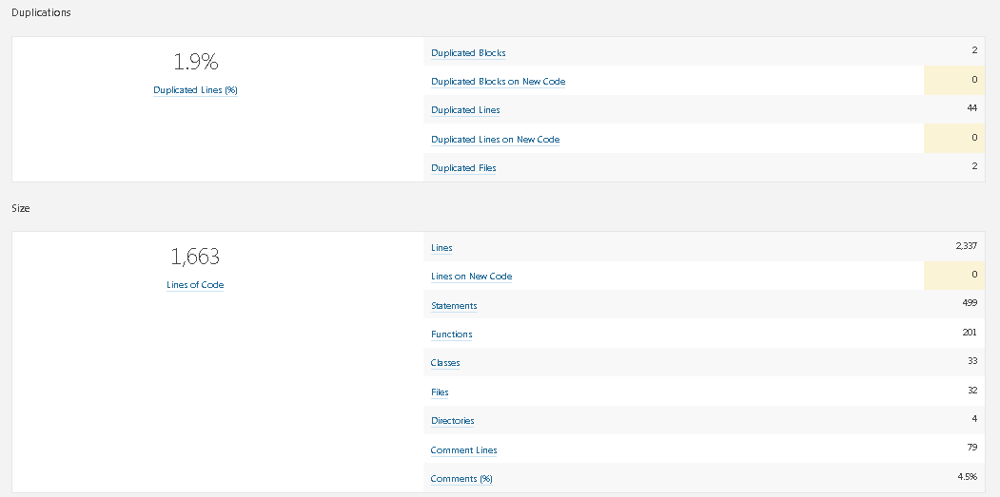 Duplications
1.9%
Duplicated Lines (%)
Duplicated Blocks 2
Duplicated Blocks on New Code 0
Duplicated Lines 44
Duplicated Lines on New Code 0
Duplicated Files 2
Size
1,663
Lines of Code
Lines 2,337
Lines on New Code 0
Statements 499
Functions 201
Classes 33
Files 32
Directories 4
Comment Lines 79
Comments (%) 4.5%